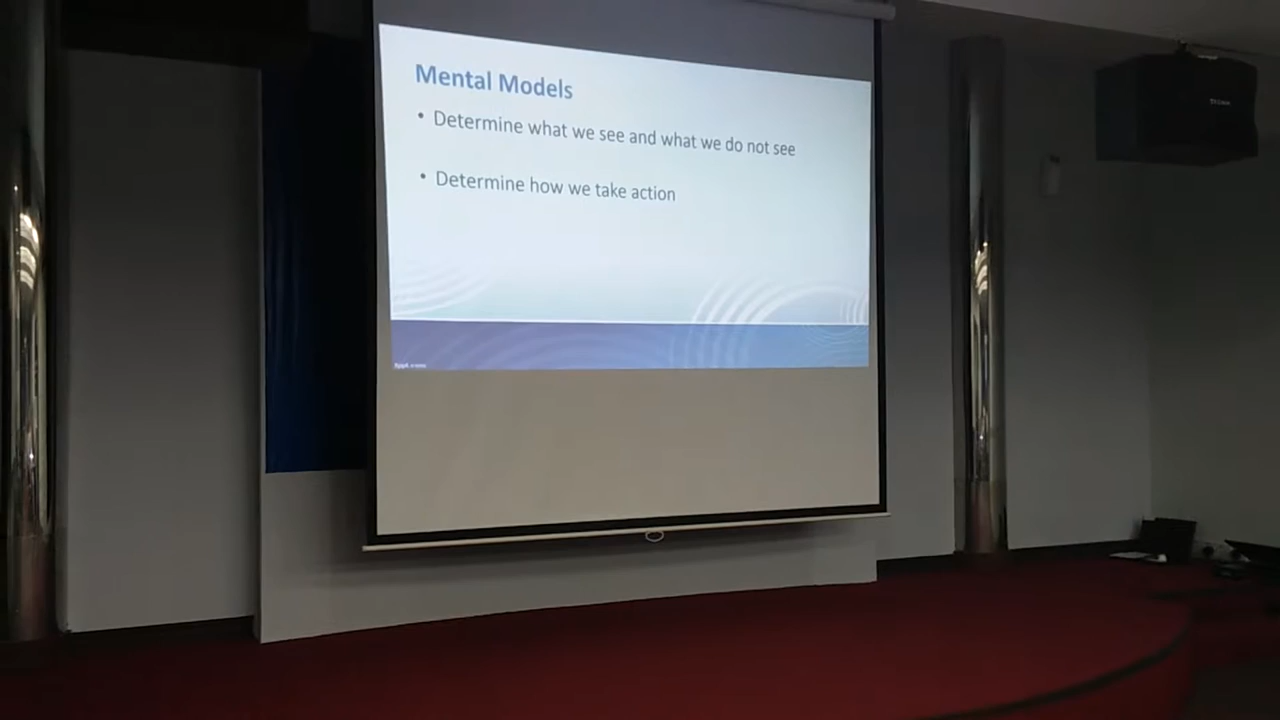 Mental Models
• Determine what we see and what we do not see
• Determine how we take action